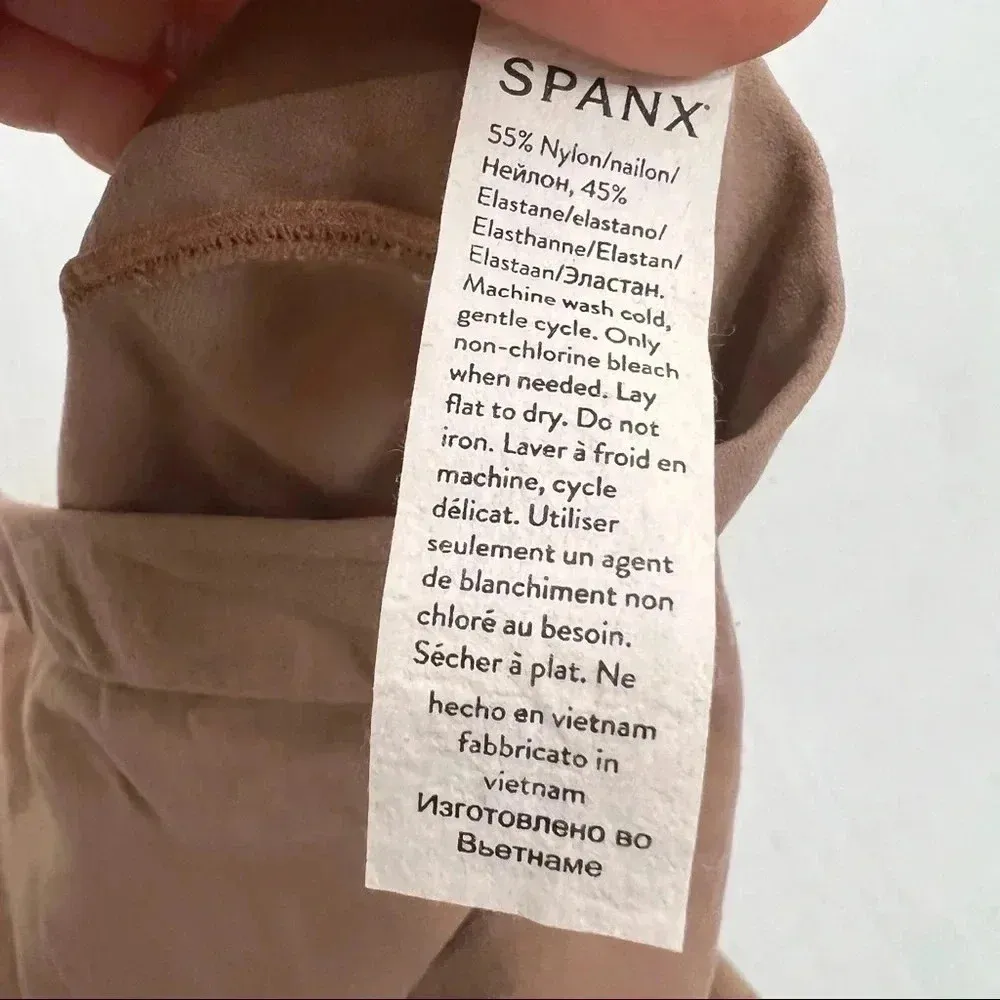 SPANX
55% Nylon/nailon/
Нейлон, 45%
Elastane/elastano/
Elasthanne/Elastan/
Elastaan/Эластан.
Machine wash cold,
gentle cycle. Only
non-chlorine bleach
when needed. Lay
flat to dry. Do not
iron. Laver à froid en
machine, cycle
délicat. Utiliser
seulement un agent
de blanchiment non
chloré au besoin.
Sécher à plat. Ne
hecho en vietnam
fabbricato in
vietnam
Изготовлено во
Вьетнаме